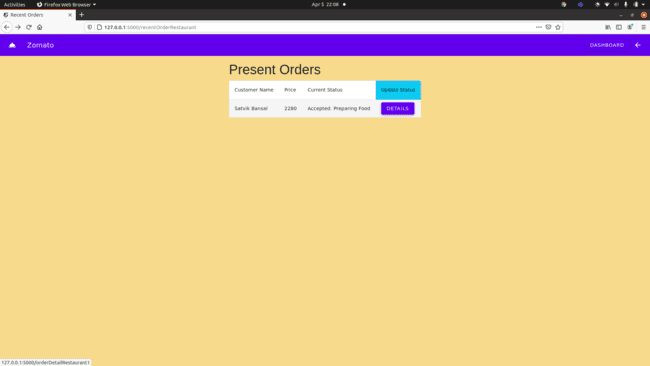 Activities Firefox Web Browser Apr 5 22:08
Recent Orders
127.0.0.1:5000/recentOrderRestaurant
Zomato DASHBOARD
Present Orders
Customer Name Price Current Status Update Status
Satvik Bansal 2280 Accepted. Preparing Food DETAILS
127.0.0.1:5000/orderDetailRestaurant1